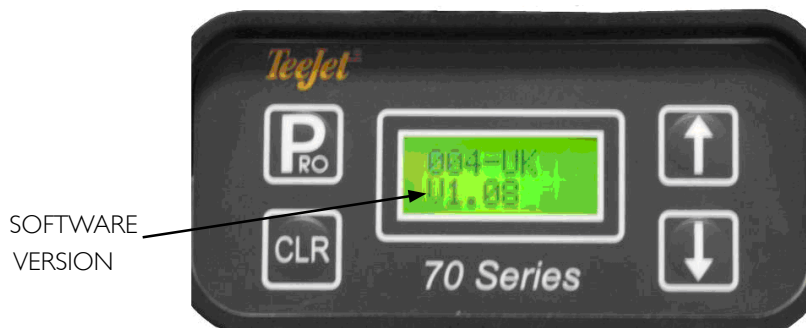 TeeJet
PRO
004-UK
V1.08
SOFTWARE
VERSION
CLR
70 Series